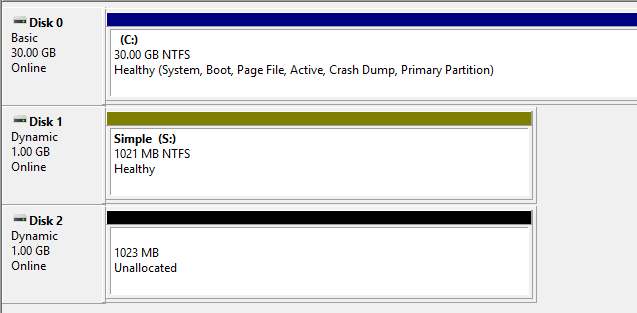 Disk 0
Basic
30.00 GB
Online
(C:)
30.00 GB NTFS
Healthy (System, Boot, Page File, Active, Crash Dump, Primary Partition)
Disk 1
Dynamic
1.00 GB
Online
Simple (S:)
1021 MB NTFS
Healthy
Disk 2
Dynamic
1.00 GB
Online
1023 MB
Unallocated